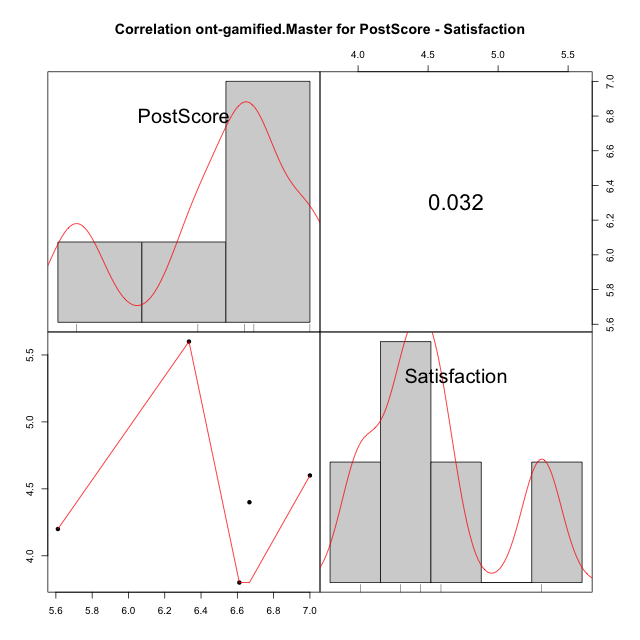 Correlation ont-gamified.Master for PostScore - Satisfaction
4.0 4.5 5.0 5.5
PostScore
0.032
7.0
6.8
6.6
6.4
6.2
6.0
5.8
5.6
Satisfaction
5.5
5.0
4.5
4.0
5.6 5.8 6.0 6.2 6.4 6.6 6.8 7.0